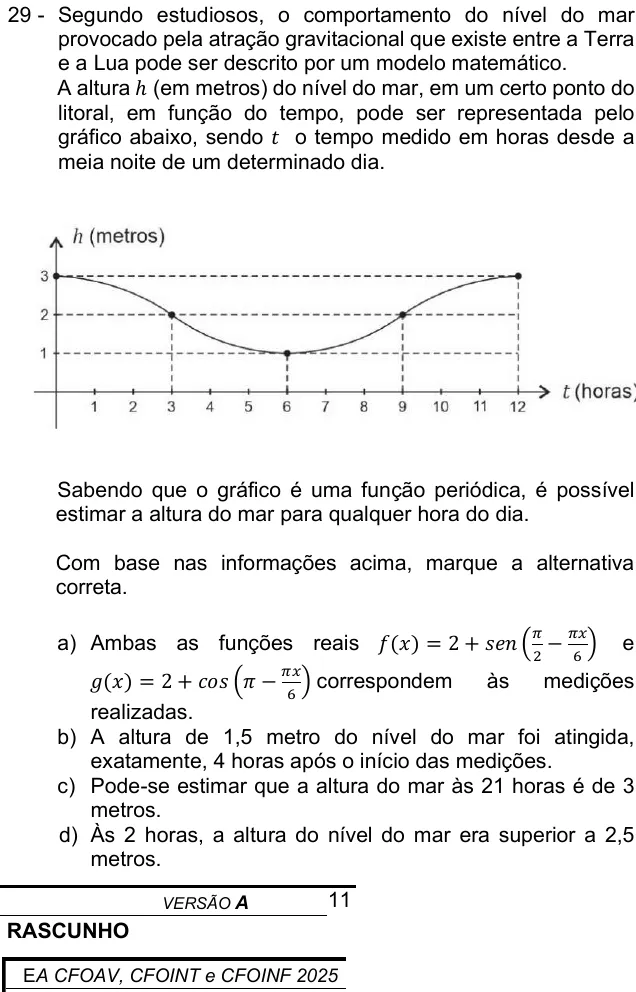 29 - Segundo estudiosos, o comportamento do nível do mar
provocado pela atração gravitacional que existe entre a Terra
e a Lua pode ser descrito por um modelo matemático.
A altura h (em metros) do nível do mar, em um certo ponto do
litoral, em função do tempo, pode ser representada pelo
gráfico abaixo, sendo t o tempo medido em horas desde a
meia noite de um determinado dia.
h (metros)
3
2
1
1 2 3 4 5 6 7 8 9 10 11 12
t (horas)
Sabendo que o gráfico é uma função periódica, é possível
estimar a altura do mar para qualquer hora do dia.
Com base nas informações acima, marque a alternativa
correta.
a) Ambas as funções reais f(x) = 2 + sen(π/2 − πx/6) e
g(x) = 2 + cos(π − πx/6) correspondem às medições
realizadas.
b) A altura de 1,5 metro do nível do mar foi atingida,
exatamente, 4 horas após o início das medições.
c) Pode-se estimar que a altura do mar às 21 horas é de 3
metros.
d) Às 2 horas, a altura do nível do mar era superior a 2,5
metros.
VERSÃO A 11
RASCUNHO
EA CFOAV, CFOINT e CFOINF 2025